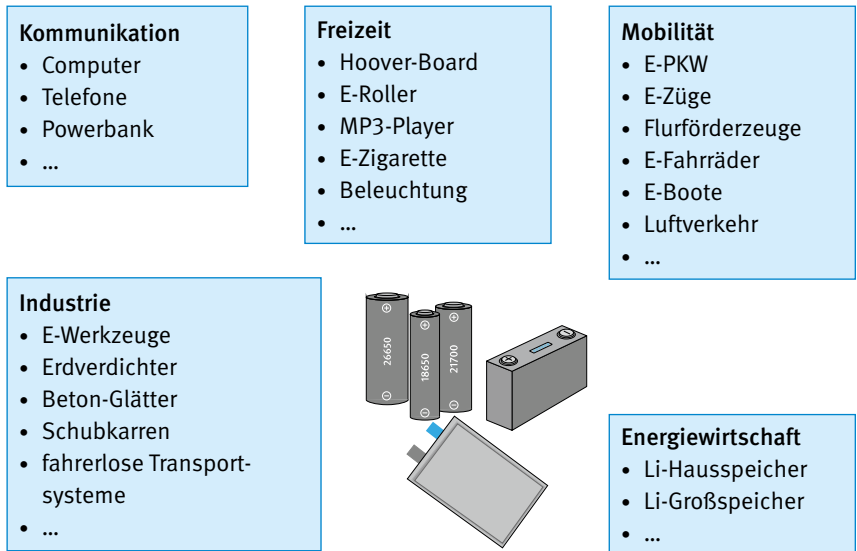 Kommunikation
• Computer
• Telefone
• Powerbank
• ...
Freizeit
• Hoover-Board
• E-Roller
• MP3-Player
• E-Zigarette
• Beleuchtung
• ...
Mobilität
• E-PKW
• E-Züge
• Flurförderzeuge
• E-Fahrräder
• E-Boote
• Luftverkehr
• ...
Industrie
• E-Werkzeuge
• Erdverdichter
• Beton-Glätter
• Schubkarren
• fahrerlose Transport-
systeme
• ...
26650
18650
21700
Energiewirtschaft
• Li-Hausspeicher
• Li-Großspeicher
• ...